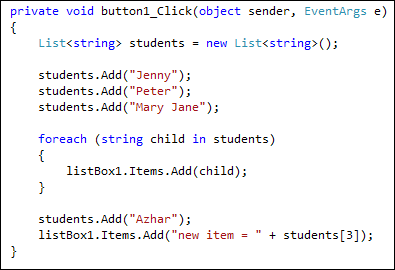 private void button1_Click(object sender, EventArgs e)
{
    List<string> students = new List<string>();

    students.Add("Jenny");
    students.Add("Peter");
    students.Add("Mary Jane");

    foreach (string child in students)
    {
        listBox1.Items.Add(child);
    }

    students.Add("Azhar");
    listBox1.Items.Add("new item = " + students[3]);
}